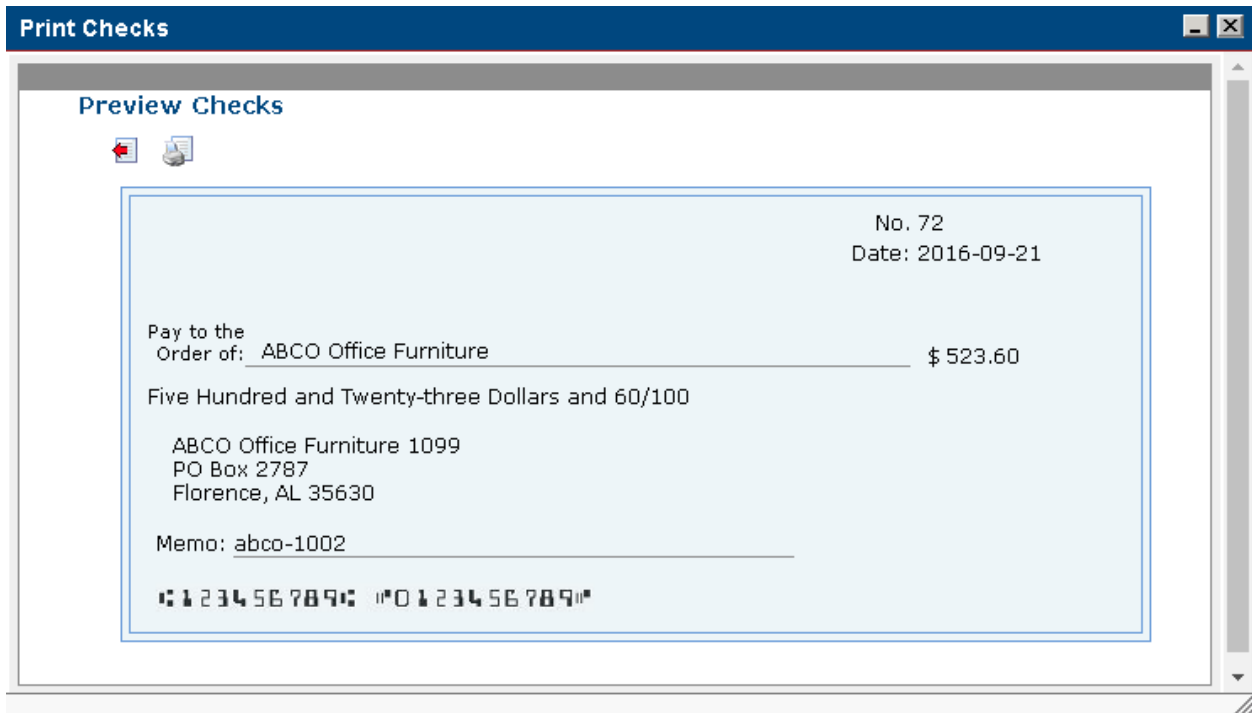 Print Checks
Preview Checks
No. 72
Date: 2016-09-21
Pay to the
Order of: ABCO Office Furniture $ 523.60
Five Hundred and Twenty-three Dollars and 60/100
ABCO Office Furniture 1099
PO Box 2787
Florence, AL 35630
Memo: abco-1002
⑆123456789⑆ ⑈0123456789⑈